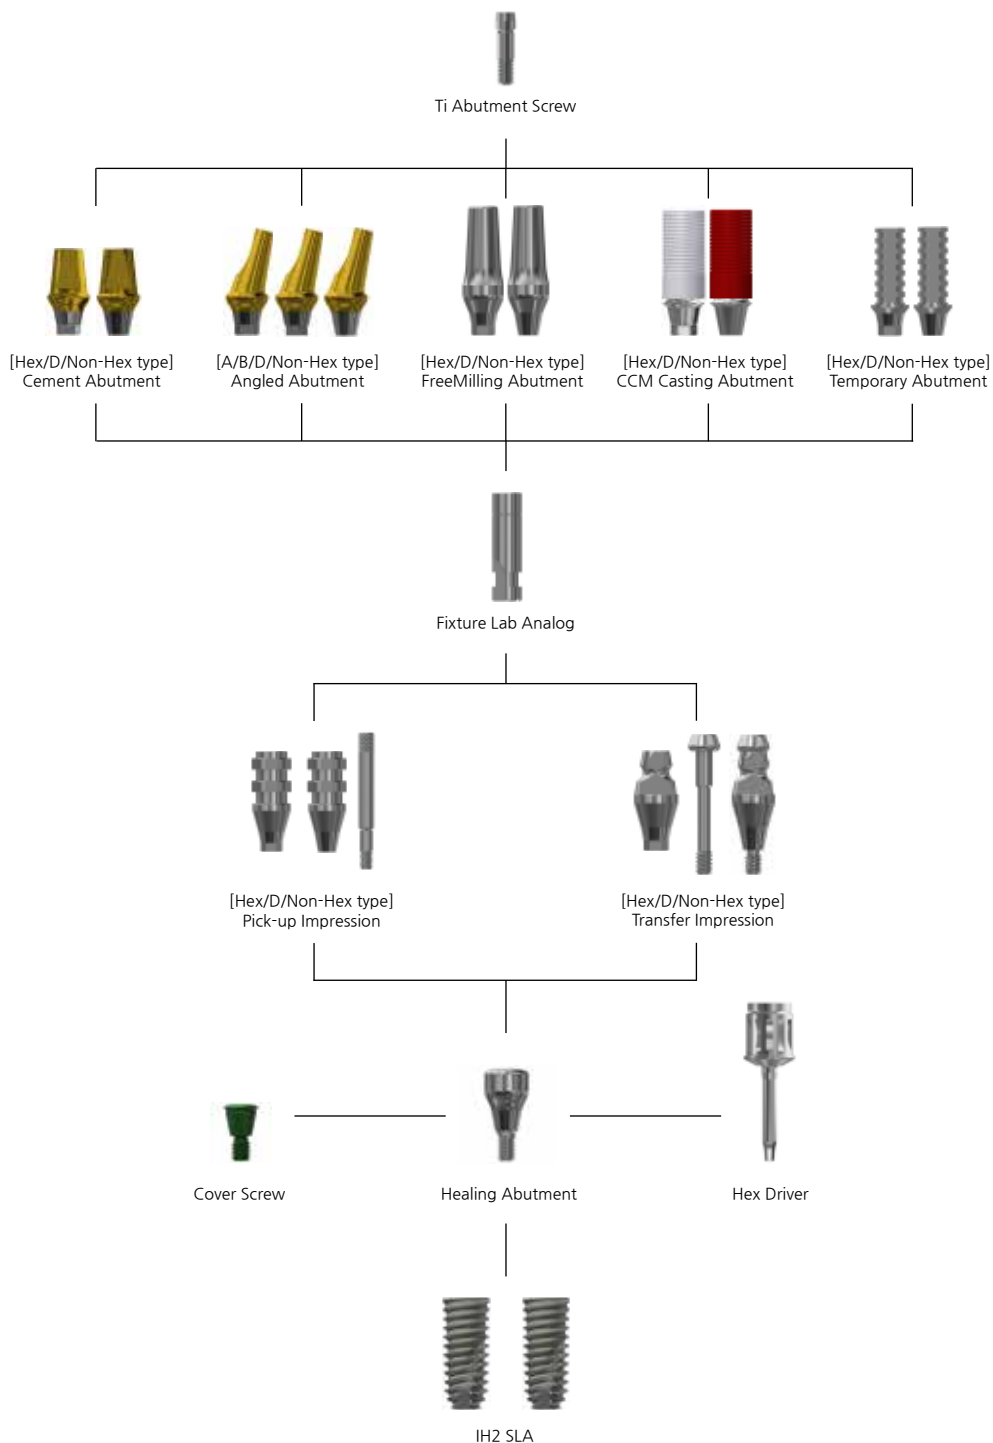 Ti Abutment Screw
[Hex/D/Non-Hex type]
Cement Abutment
[A/B/D/Non-Hex type]
Angled Abutment
[Hex/D/Non-Hex type]
FreeMilling Abutment
[Hex/D/Non-Hex type]
CCM Casting Abutment
[Hex/D/Non-Hex type]
Temporary Abutment
Fixture Lab Analog
[Hex/D/Non-Hex type]
Pick-up Impression
[Hex/D/Non-Hex type]
Transfer Impression
Cover Screw
Healing Abutment
Hex Driver
IH2 SLA